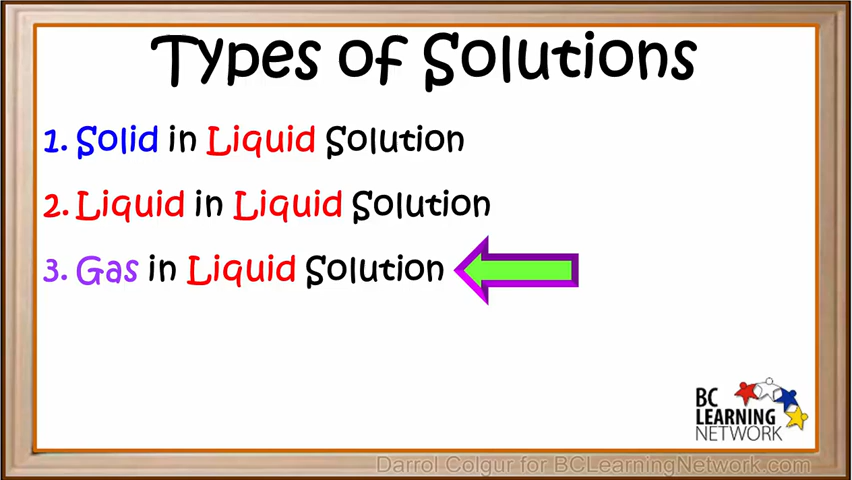 Types of Solutions
1. Solid in Liquid Solution
2. Liquid in Liquid Solution
3. Gas in Liquid Solution
BC
LEARNING
NETWORK
Darrol Colgur for BCLearningNetwork.com